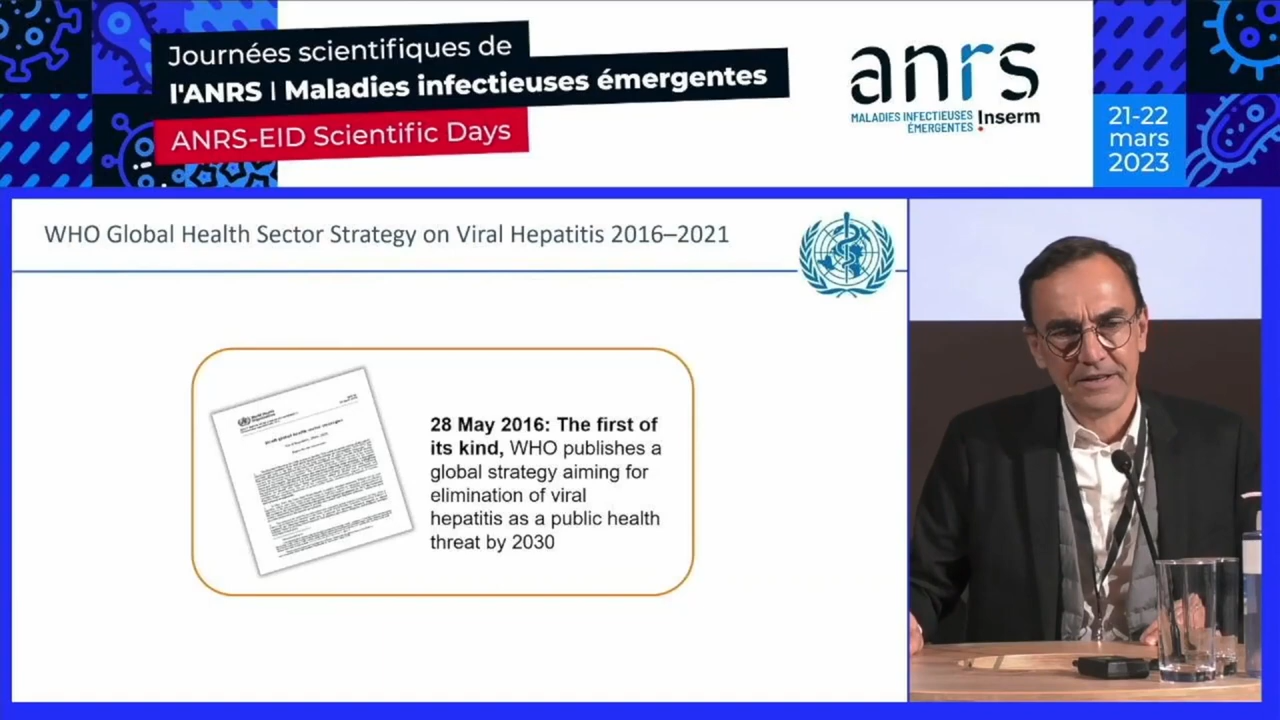 Journées scientifiques de
l'ANRS | Maladies infectieuses émergentes
ANRS-EID Scientific Days
anrs
MALADIES INFECTIEUSES
ÉMERGENTES Inserm
21-22
mars
2023
WHO Global Health Sector Strategy on Viral Hepatitis 2016–2021
28 May 2016: The first of
its kind, WHO publishes a
global strategy aiming for
elimination of viral
hepatitis as a public health
threat by 2030